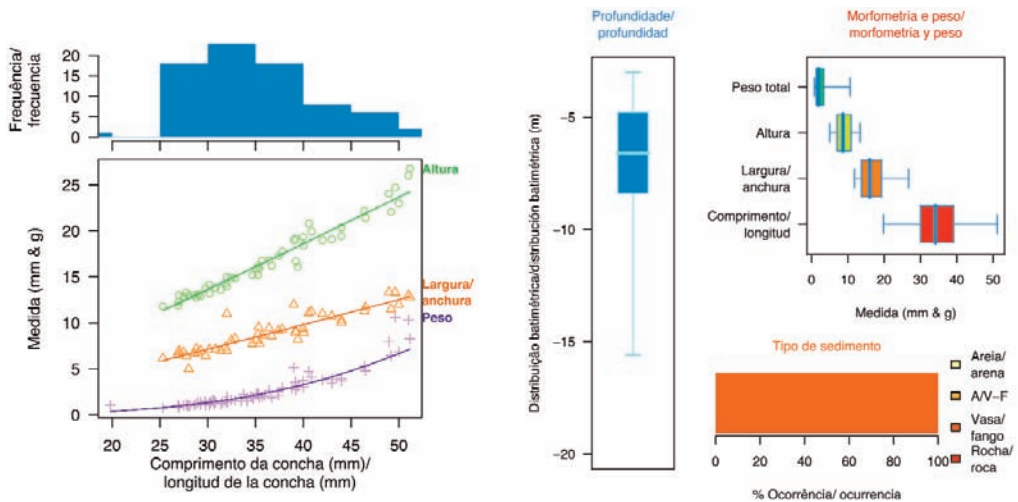 Frequência/
frecuencia
20
15
10
5
0
Medida (mm & g)
25
20
15
10
5
0
Altura
Largura/
anchura
Peso
20 25 30 35 40 45 50
Comprimento da concha (mm)/
longitud de la concha (mm)
Profundidade/
profundidad
Distribuição batimétrica/distribución batimétrica (m)
−5
−10
−15
−20
Morfometria e peso/
morfometría y peso
Peso total
Altura
Largura/
anchura
Comprimento/
longitud
0 10 20 30 40 50
Medida (mm & g)
Tipo de sedimento
0 20 40 60 80 100
% Ocorrência/ ocurrencia
Areia/
arena
A/V−F
Vasa/
fango
Rocha/
roca